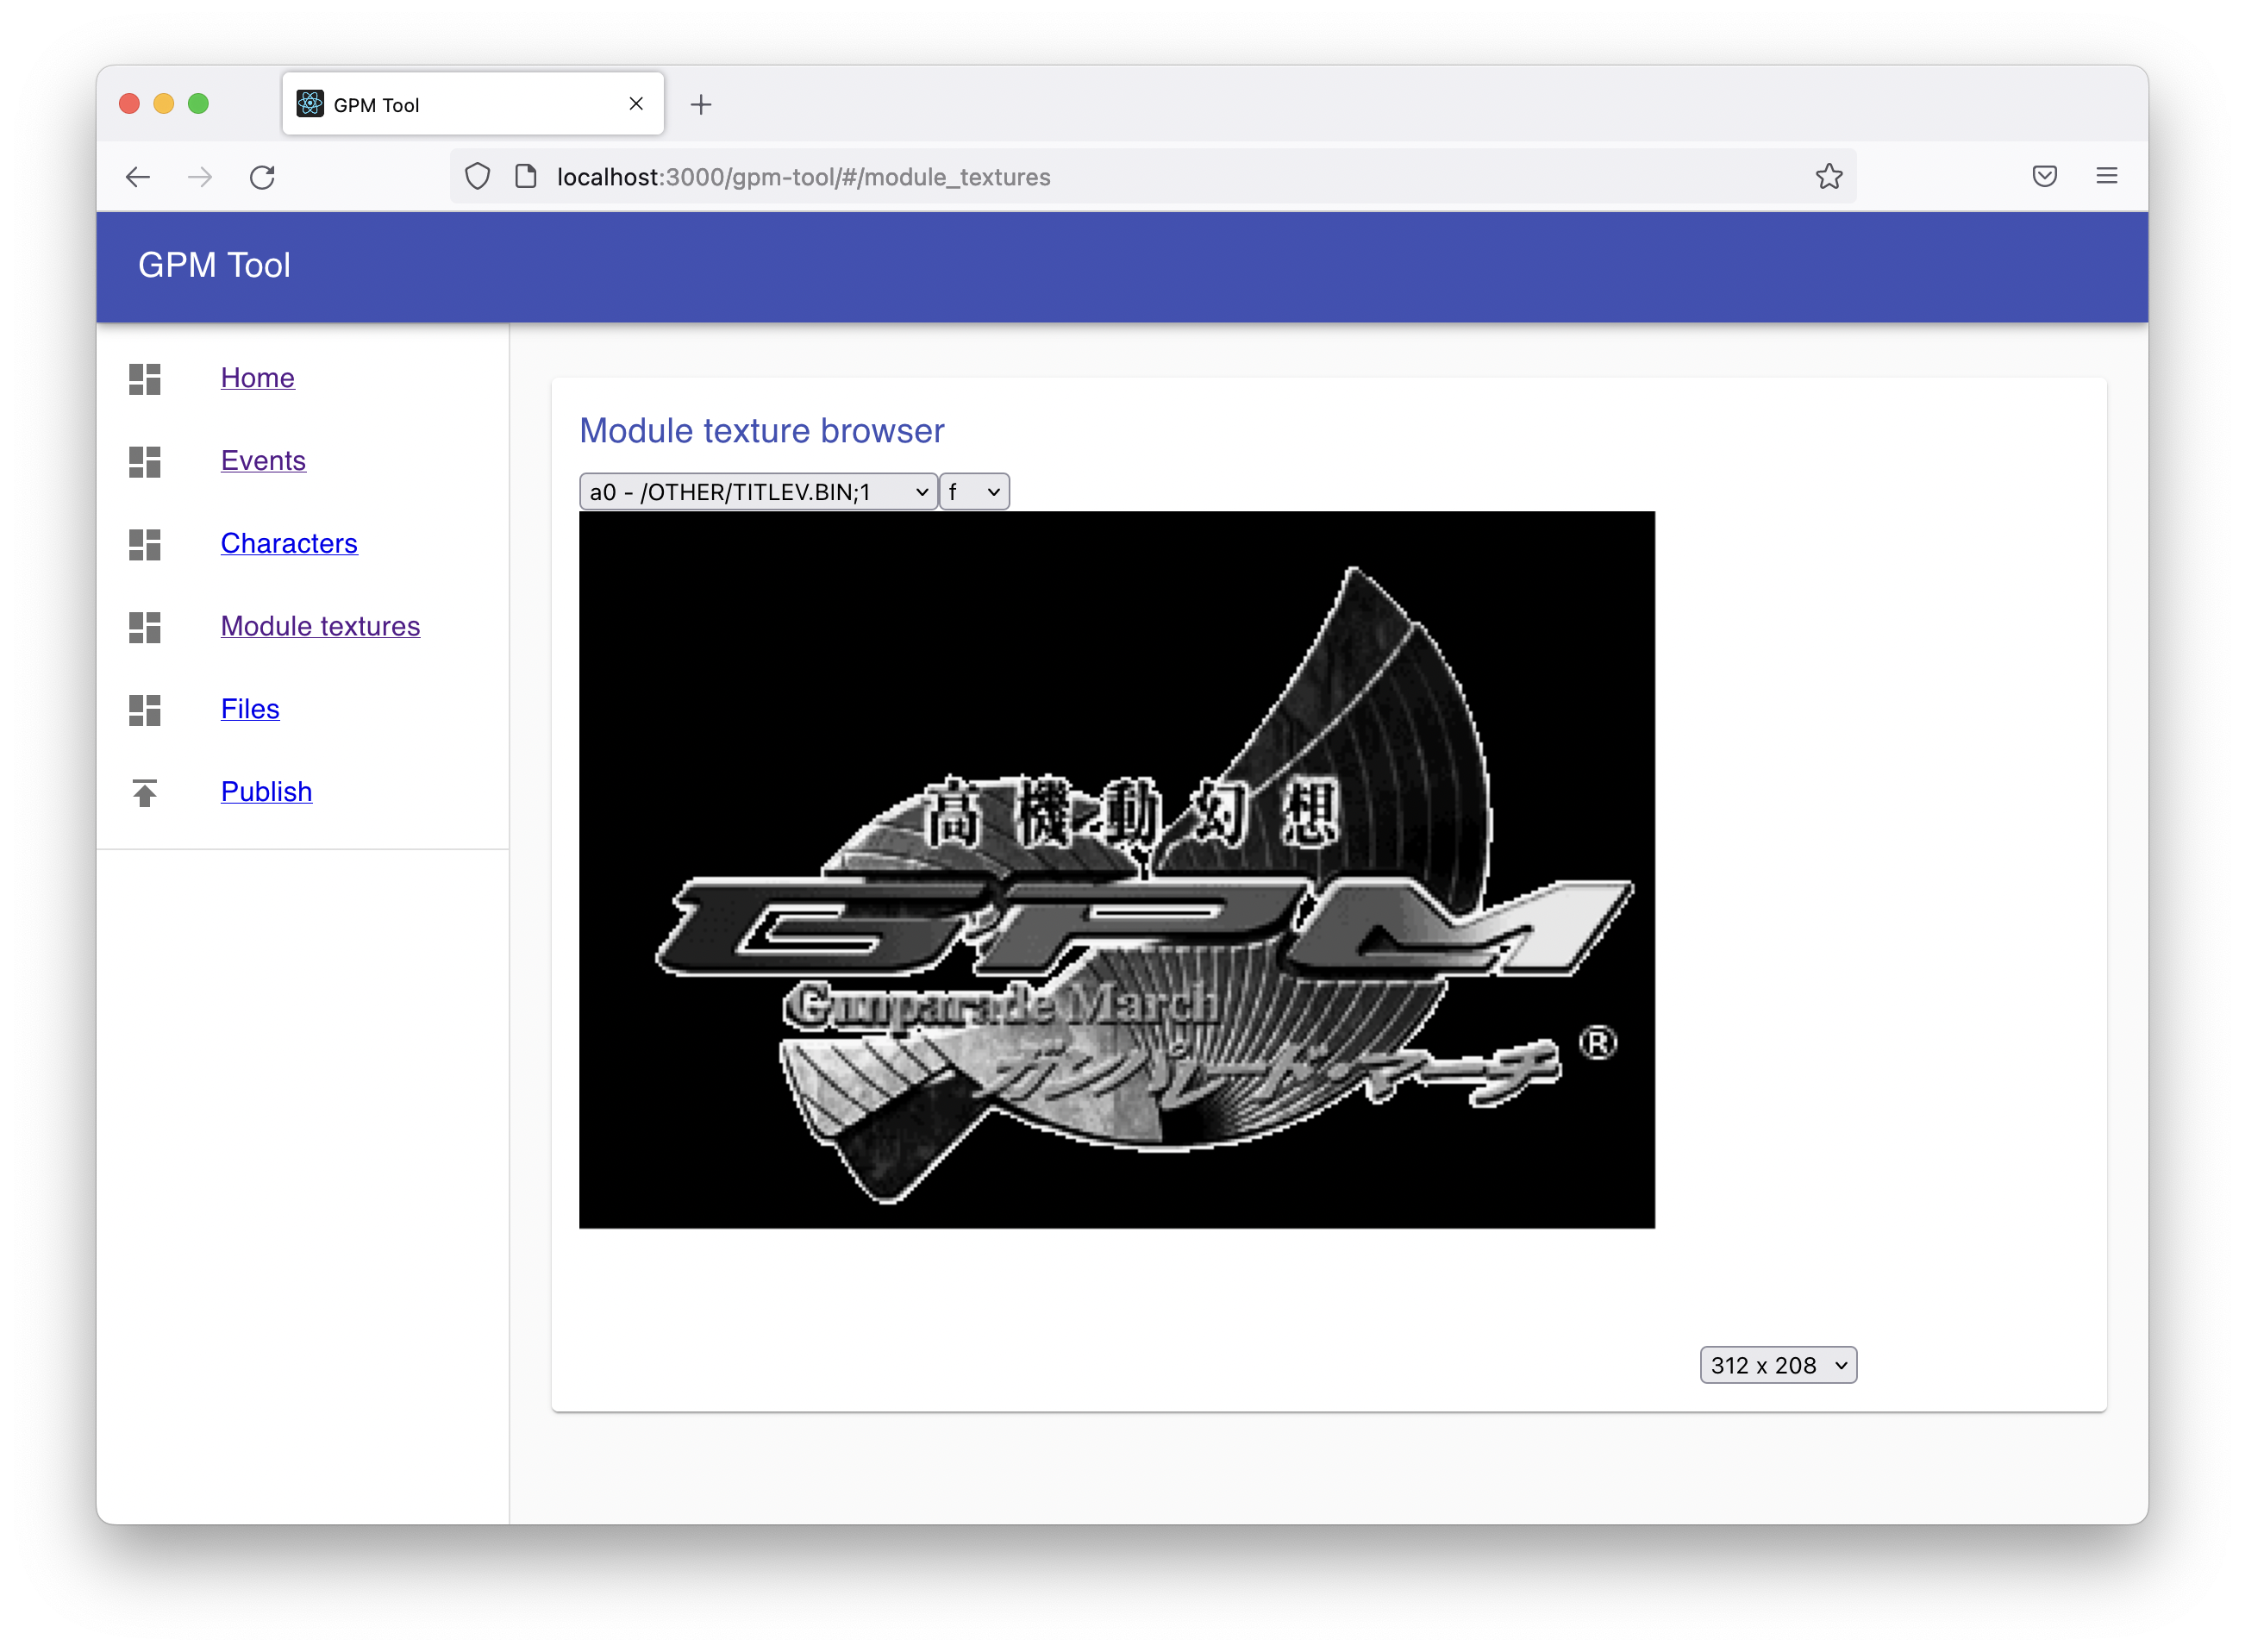 GPM Tool
localhost:3000/gpm-tool/#/module_textures
GPM Tool
Home
Events
Characters
Module textures
Files
Publish
Module texture browser
a0 - /OTHER/TITLEV.BIN;1 f
高機動幻想
GPM
Gunparade March
ガンパレード・マーチ ®
312 x 208